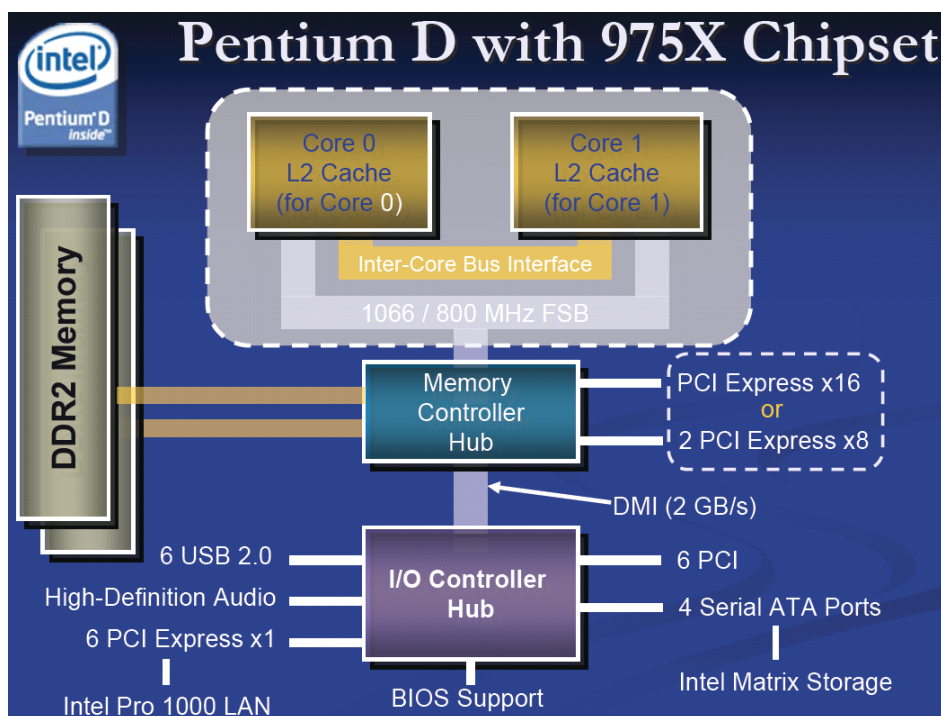 Pentium D with 975X Chipset
intel
Pentium® D
inside™
Core 0
L2 Cache
(for Core 0)
Core 1
L2 Cache
(for Core 1)
Inter-Core Bus Interface
1066 / 800 MHz FSB
DDR2 Memory
Memory
Controller
Hub
PCI Express x16
or
2 PCI Express x8
DMI (2 GB/s)
6 USB 2.0
High-Definition Audio
6 PCI Express x1
Intel Pro 1000 LAN
I/O Controller
Hub
BIOS Support
6 PCI
4 Serial ATA Ports
Intel Matrix Storage